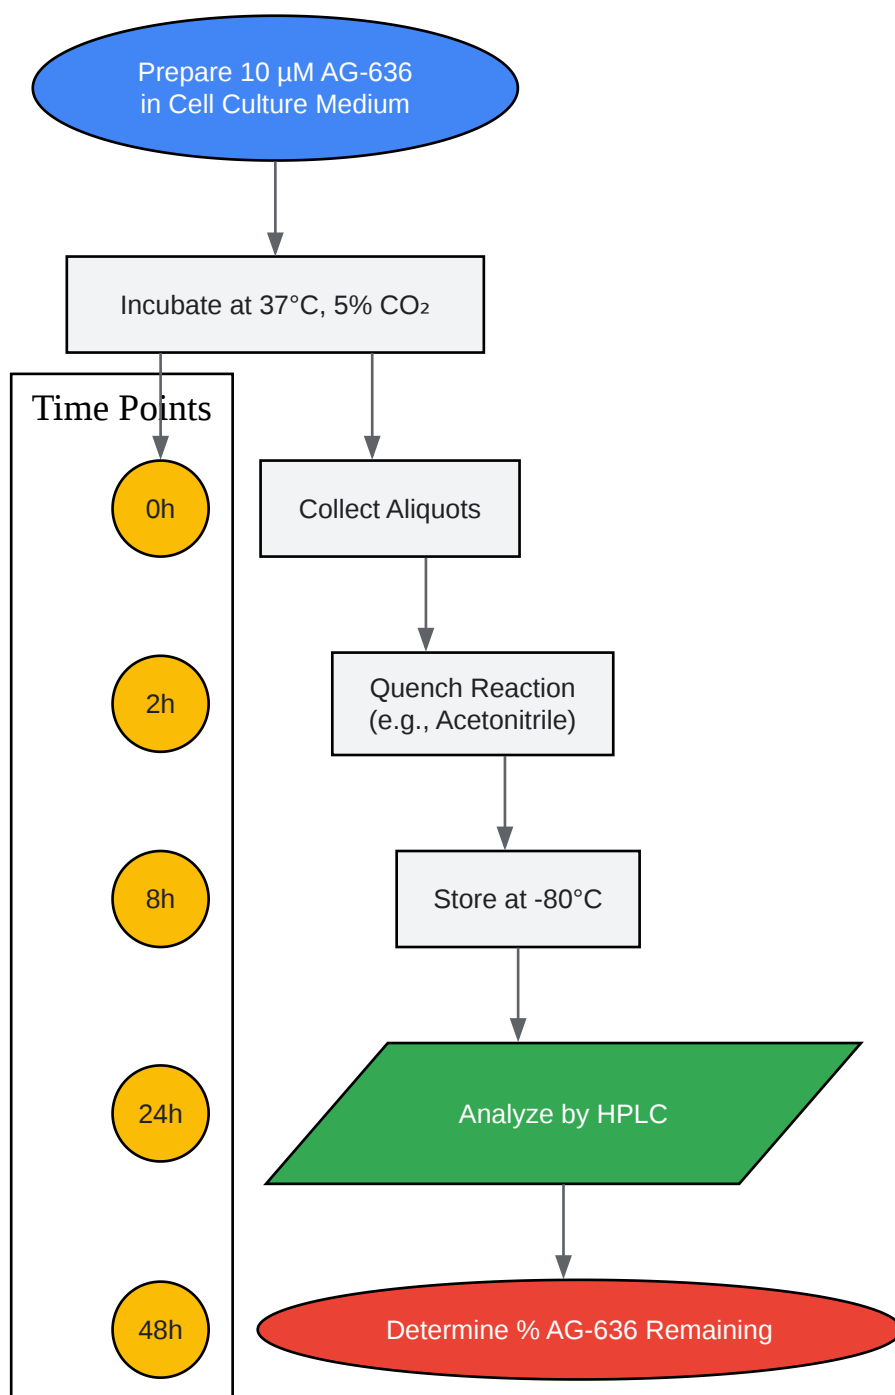 Prepare 10 µM AG-636
in Cell Culture Medium
Incubate at 37°C, 5% CO₂
Time Points
0h
Collect Aliquots
2h
Quench Reaction
(e.g., Acetonitrile)
8h
Store at -80°C
24h
Analyze by HPLC
48h
Determine % AG-636 Remaining